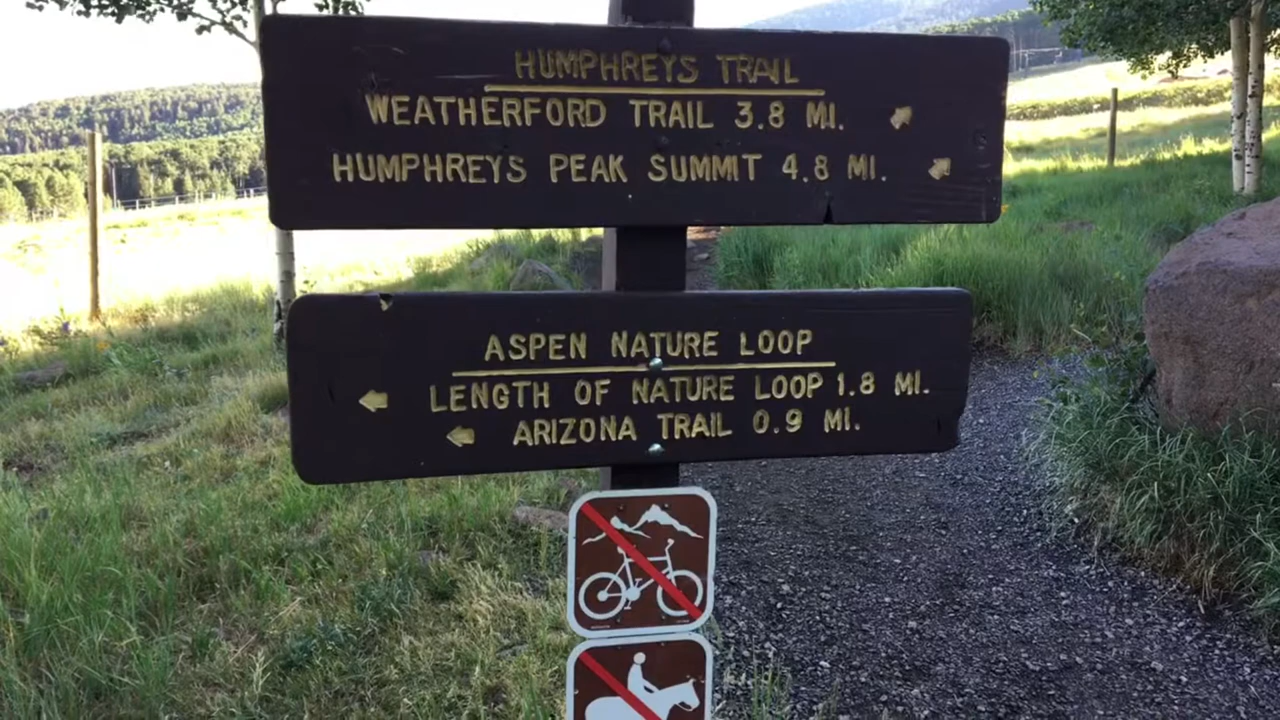 HUMPHREYS TRAIL
WEATHERFORD TRAIL 3.8 MI.
HUMPHREYS PEAK SUMMIT 4.8 MI.
ASPEN NATURE LOOP
LENGTH OF NATURE LOOP 1.8 MI.
ARIZONA TRAIL 0.9 MI.